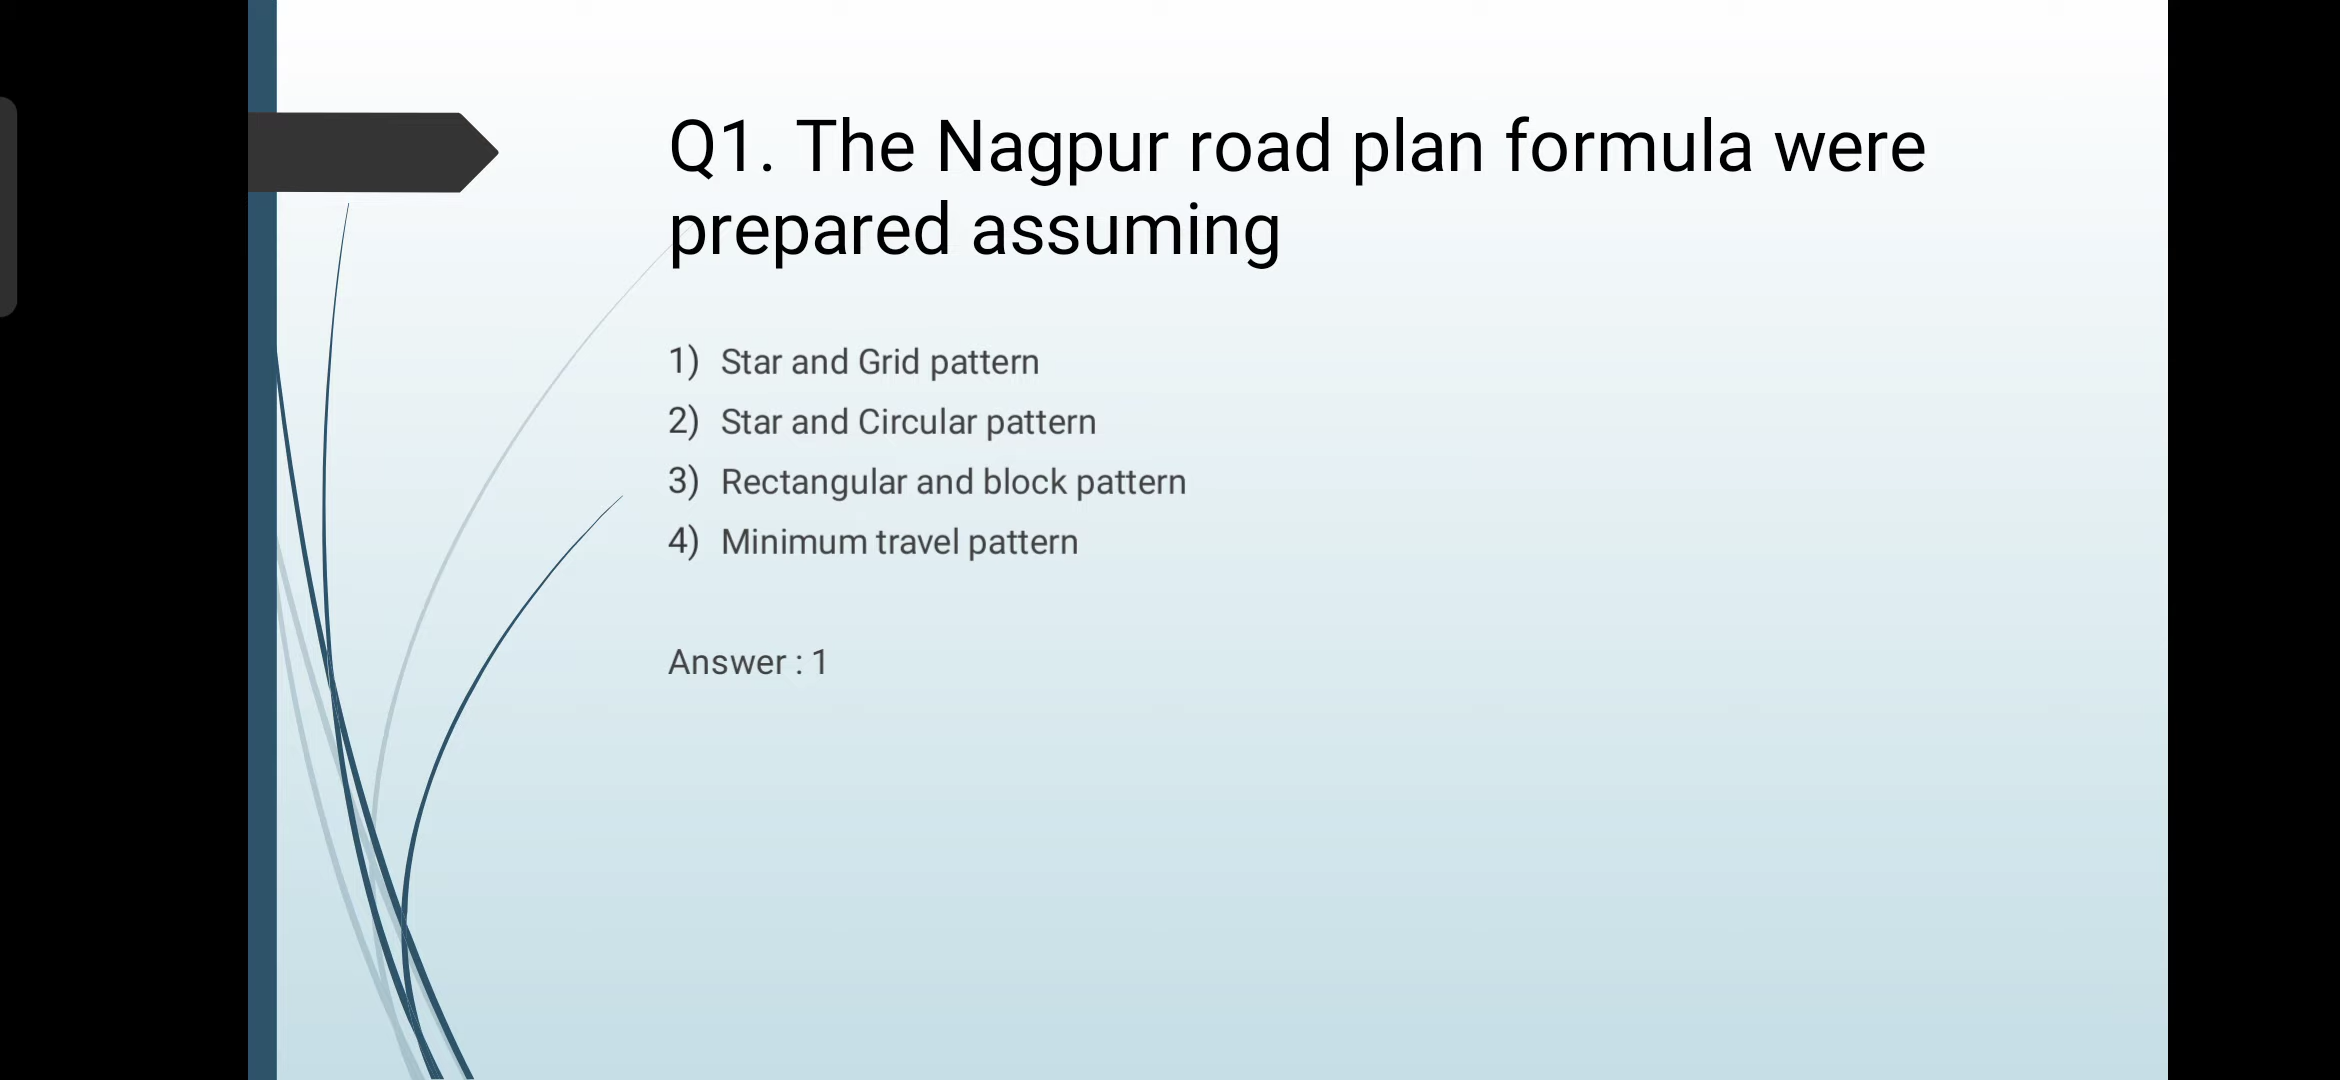 Q1. The Nagpur road plan formula were
prepared assuming
1) Star and Grid pattern
2) Star and Circular pattern
3) Rectangular and block pattern
4) Minimum travel pattern
Answer : 1